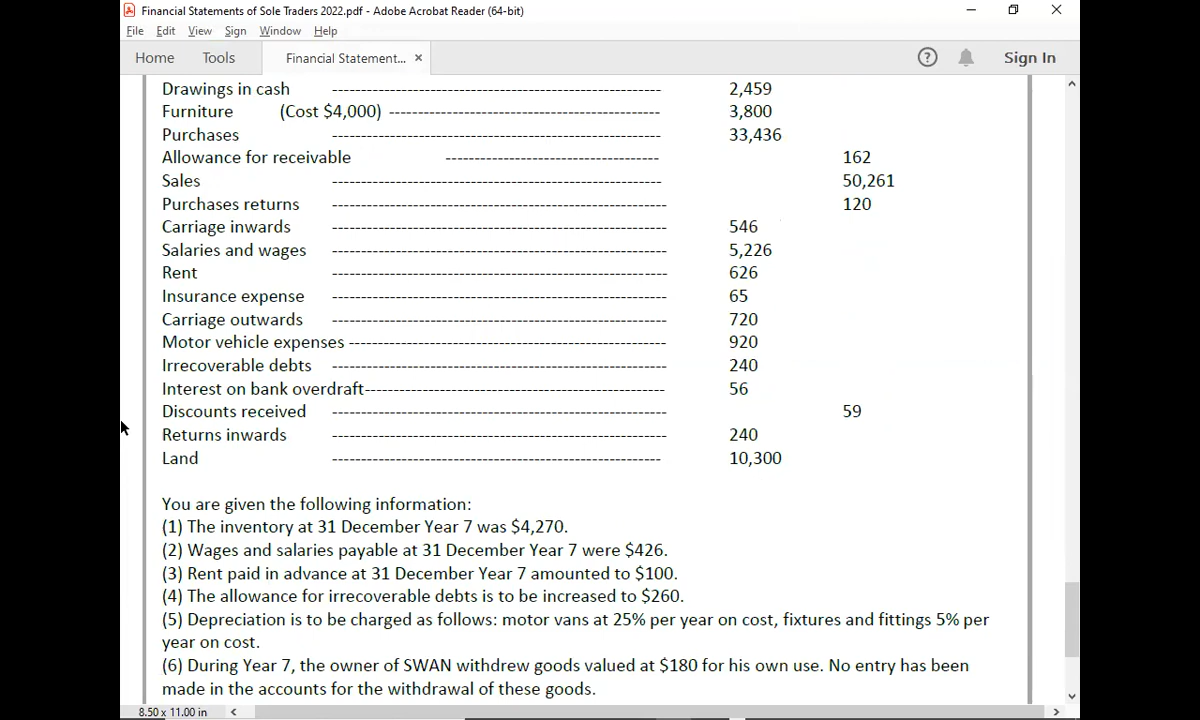 Financial Statements of Sole Traders 2022.pdf - Adobe Acrobat Reader (64-bit)
File Edit View Sign Window Help
Home Tools Financial Statement... × ? Sign In
Drawings in cash ---------------------------------------------------------- 2,459
Furniture (Cost $4,000) ------------------------------------------------ 3,800
Purchases ---------------------------------------------------------- 33,436
Allowance for receivable -------------------------------------- 162
Sales ---------------------------------------------------------- 50,261
Purchases returns ----------------------------------------------------------- 120
Carriage inwards ----------------------------------------------------------- 546
Salaries and wages ----------------------------------------------------------- 5,226
Rent ----------------------------------------------------------- 626
Insurance expense ----------------------------------------------------------- 65
Carriage outwards ----------------------------------------------------------- 720
Motor vehicle expenses -------------------------------------------------------- 920
Irrecoverable debts ----------------------------------------------------------- 240
Interest on bank overdraft----------------------------------------------------- 56
Discounts received ----------------------------------------------------------- 59
Returns inwards ----------------------------------------------------------- 240
Land ---------------------------------------------------------- 10,300
You are given the following information:
(1) The inventory at 31 December Year 7 was $4,270.
(2) Wages and salaries payable at 31 December Year 7 were $426.
(3) Rent paid in advance at 31 December Year 7 amounted to $100.
(4) The allowance for irrecoverable debts is to be increased to $260.
(5) Depreciation is to be charged as follows: motor vans at 25% per year on cost, fixtures and fittings 5% per
year on cost.
(6) During Year 7, the owner of SWAN withdrew goods valued at $180 for his own use. No entry has been
made in the accounts for the withdrawal of these goods.
8.50 x 11.00 in